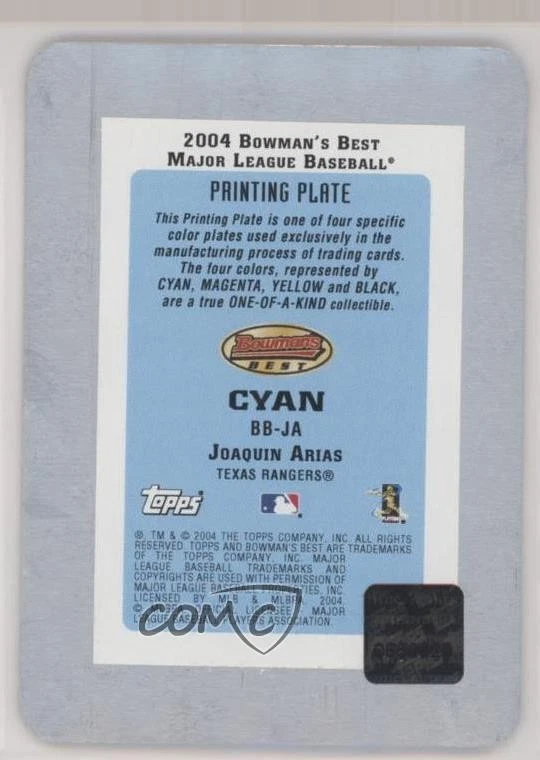 2004 BOWMAN'S BEST
MAJOR LEAGUE BASEBALL®
PRINTING PLATE
This Printing Plate is one of four specific
color plates used exclusively in the
manufacturing process of trading cards.
The four colors, represented by
CYAN, MAGENTA, YELLOW and BLACK,
are a true ONE-OF-A-KIND collectible.
Bowman's
BEST
CYAN
BB-JA
JOAQUIN ARIAS
TEXAS RANGERS®
topps
®, TM & © 2004 THE TOPPS COMPANY, INC. ALL RIGHTS
RESERVED. TOPPS AND BOWMAN'S BEST ARE TRADEMARKS
OF THE TOPPS COMPANY, INC. MAJOR
LEAGUE BASEBALL TRADEMARKS AND
COPYRIGHTS ARE USED WITH PERMISSION OF
MAJOR LEAGUE BASEBALL PROPERTIES, INC.
LICENSED BY MLB & MLBPA 2004.
LICENSEE MAJOR
LEAGUE BASEBALL PLAYERS ASSOCIATION.
COMC